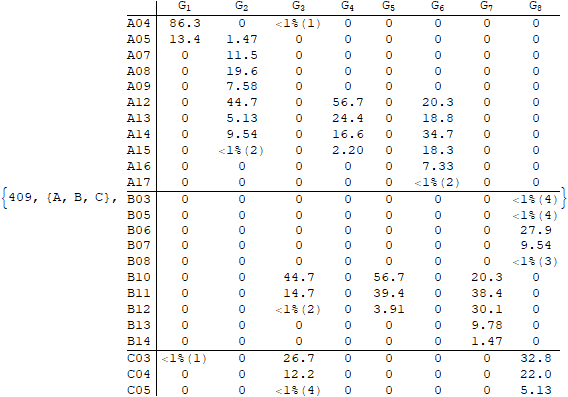 G1 G2 G3 G4 G5 G6 G7 G8
A04 86.3 0 <1%(1) 0 0 0 0 0
A05 13.4 1.47 0 0 0 0 0 0
A07 0 11.5 0 0 0 0 0 0
A08 0 19.6 0 0 0 0 0 0
A09 0 7.58 0 0 0 0 0 0
A12 0 44.7 0 56.7 0 20.3 0 0
A13 0 5.13 0 24.4 0 18.8 0 0
A14 0 9.54 0 16.6 0 34.7 0 0
A15 0 <1%(2) 0 2.20 0 18.3 0 0
A16 0 0 0 0 0 7.33 0 0
A17 0 0 0 0 0 <1%(2) 0 0
{409, {A, B, C}, B03 0 0 0 0 0 0 0 <1%(4) }
B05 0 0 0 0 0 0 0 <1%(4)
B06 0 0 0 0 0 0 0 27.9
B07 0 0 0 0 0 0 0 9.54
B08 0 0 0 0 0 0 0 <1%(3)
B10 0 0 44.7 0 56.7 0 20.3 0
B11 0 0 14.7 0 39.4 0 38.4 0
B12 0 0 <1%(2) 0 3.91 0 30.1 0
B13 0 0 0 0 0 0 9.78 0
B14 0 0 0 0 0 0 1.47 0
C03 <1%(1) 0 26.7 0 0 0 0 32.8
C04 0 0 12.2 0 0 0 0 22.0
C05 0 0 <1%(4) 0 0 0 0 5.13